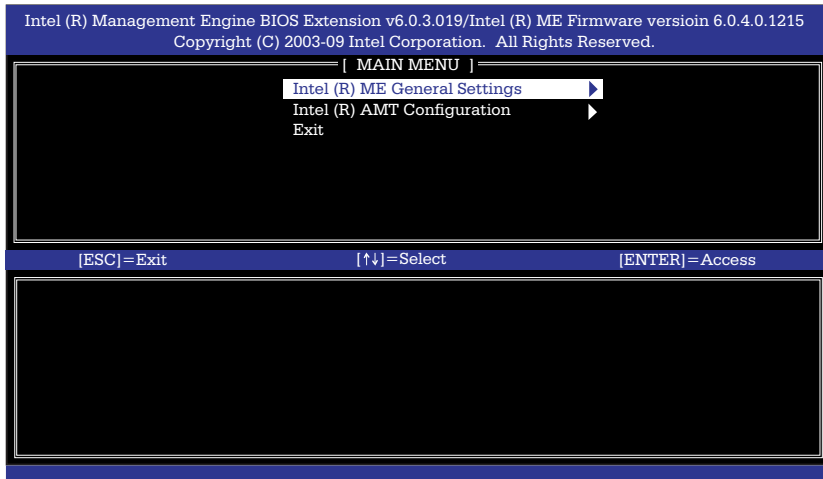 Intel (R) Management Engine BIOS Extension v6.0.3.019/Intel (R) ME Firmware versioin 6.0.4.0.1215
Copyright (C) 2003-09 Intel Corporation. All Rights Reserved.
[ MAIN MENU ]
Intel (R) ME General Settings
Intel (R) AMT Configuration
Exit
[ESC]=Exit [↑↓]=Select [ENTER]=Access